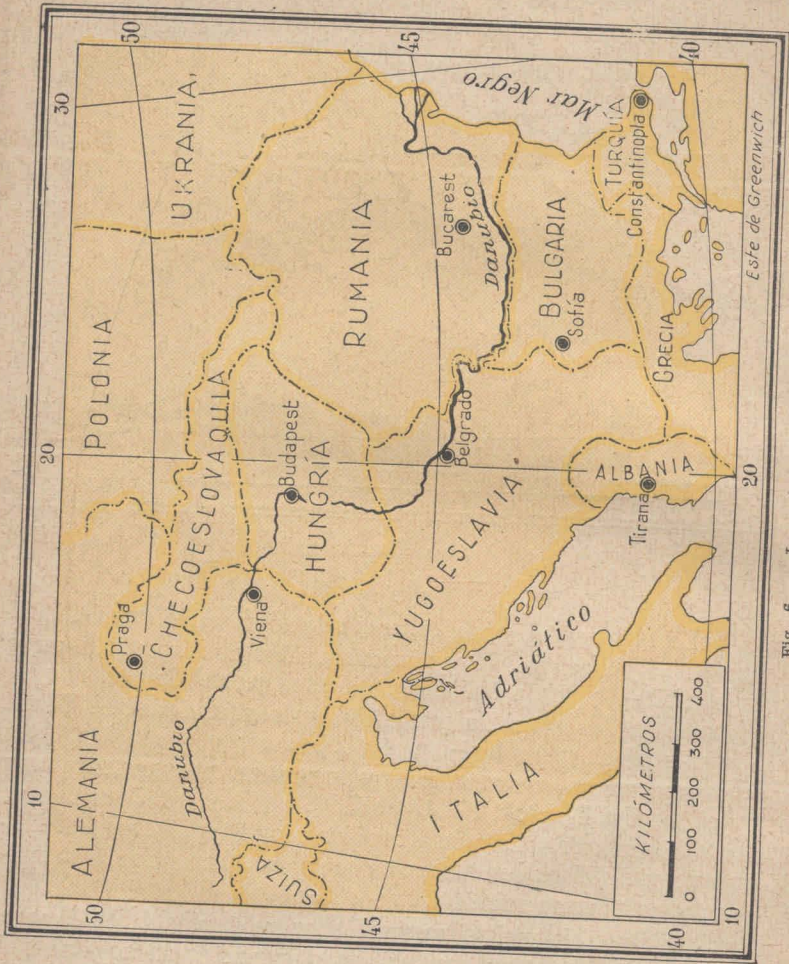 50
30
20
10
50
ALEMANIA
POLONIA
UKRANIA,
Praga
CHECOESLOVAQUIA
Danubio
Viena
Budapest
HUNGRÍA
RUMANIA
SUIZA
45
45
Bucarest
Danubio
Belgrado
Mar Negro
YUGOESLAVIA
BULGARIA
Sofía
ITALIA
Adriático
ALBANIA
Tirana
GRECIA
TURQUÍA
Constantinopla
KILÓMETROS
0 100 200 300 400
40
40
10
20
Este de Greenwich
Fig. 6.